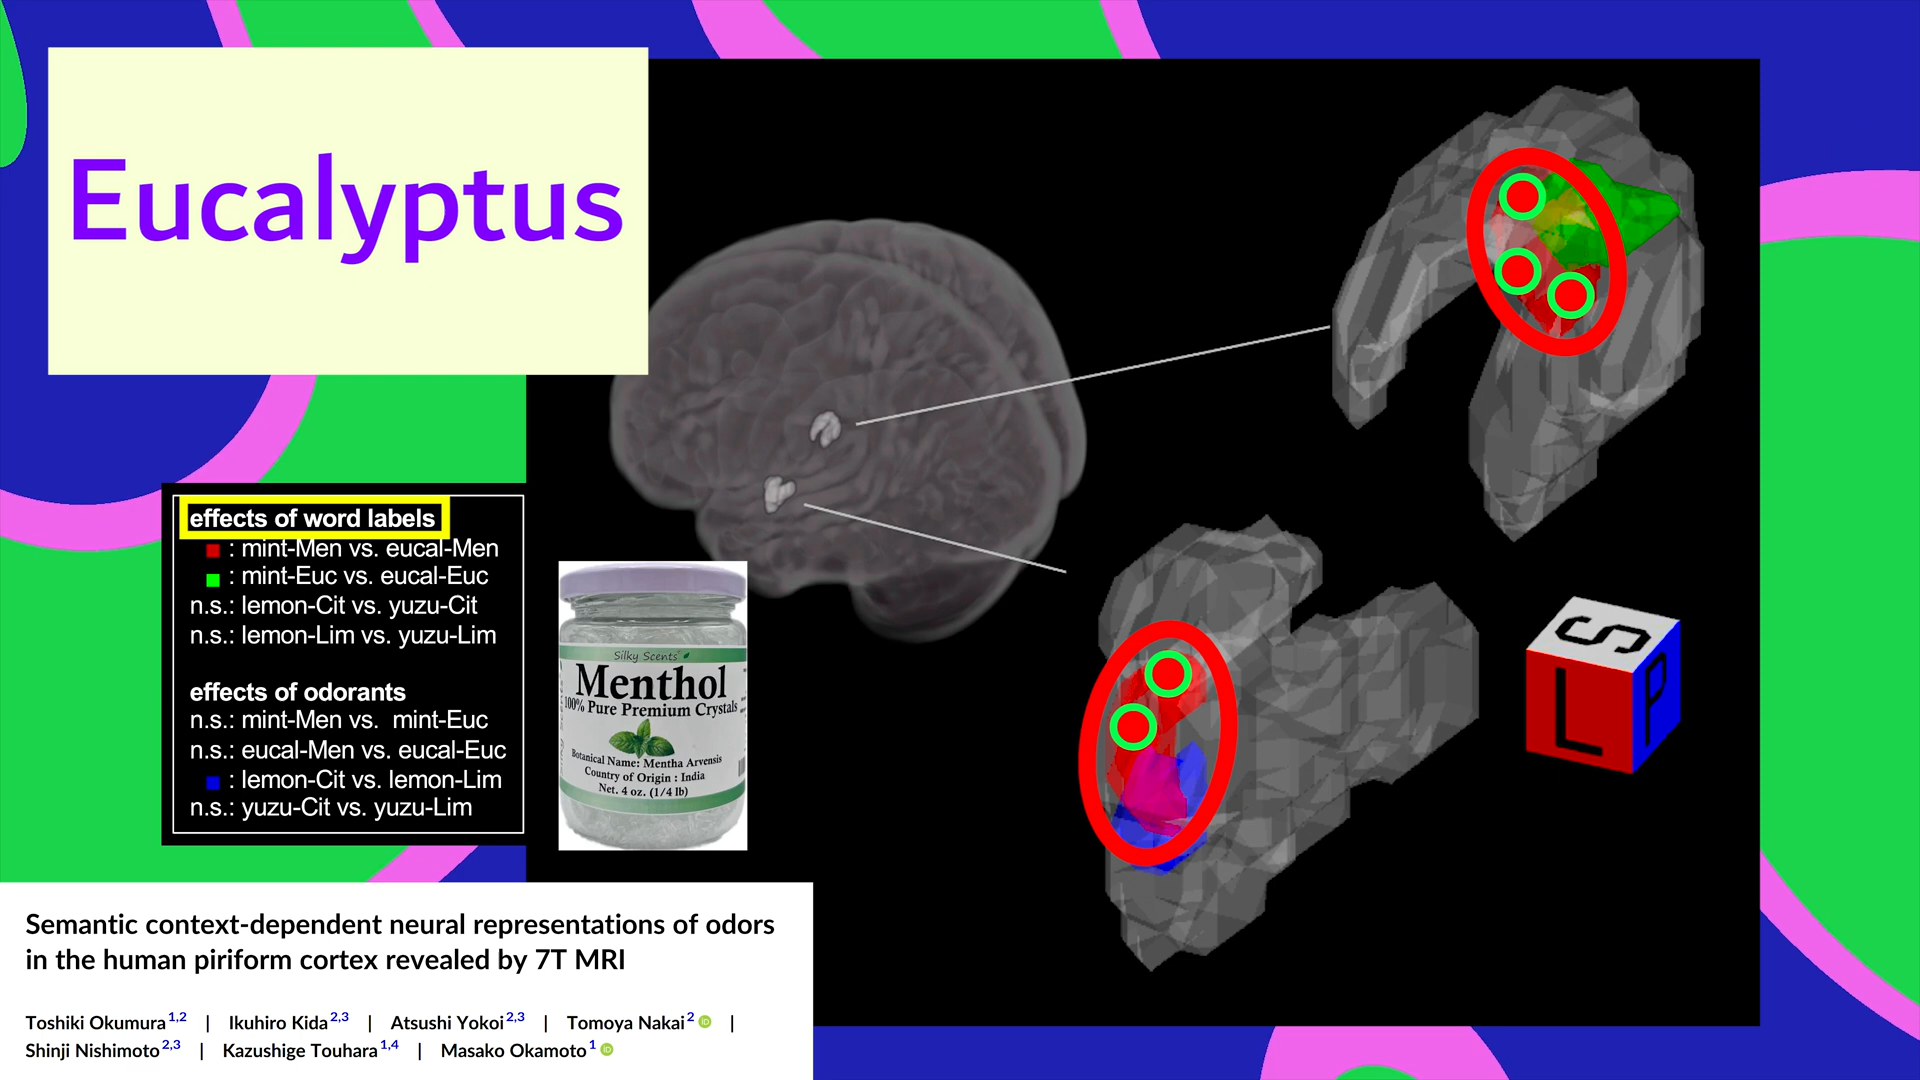 Eucalyptus
effects of word labels
: mint-Men vs. eucal-Men
: mint-Euc vs. eucal-Euc
n.s.: lemon-Cit vs. yuzu-Cit
n.s.: lemon-Lim vs. yuzu-Lim
effects of odorants
n.s.: mint-Men vs. mint-Euc
n.s.: eucal-Men vs. eucal-Euc
: lemon-Cit vs. lemon-Lim
n.s.: yuzu-Cit vs. yuzu-Lim
Silky Scents
Menthol
100% Pure Premium Crystals
Botanical Name: Mentha Arvensis
Country of Origin : India
Net. 4 oz. (1/4 lb)
S
L
P
Semantic context-dependent neural representations of odors
in the human piriform cortex revealed by 7T MRI
Toshiki Okumura1,2 | Ikuhiro Kida2,3 | Atsushi Yokoi2,3 | Tomoya Nakai2 iD |
Shinji Nishimoto2,3 | Kazushige Touhara1,4 | Masako Okamoto1 iD